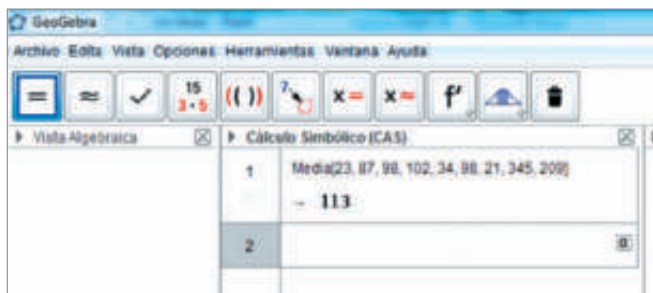 GeoGebra
Archivo Edita Vista Opciones Herramientas Ventana Ayuda
= ≈ ✓ 15 3·5 (( )) 7 x = x ≈ f'
Vista Algebraica
Cálculo Simbólico (CAS)
1 Media[23, 87, 98, 102, 34, 98, 21, 345, 209]
→ 113
2